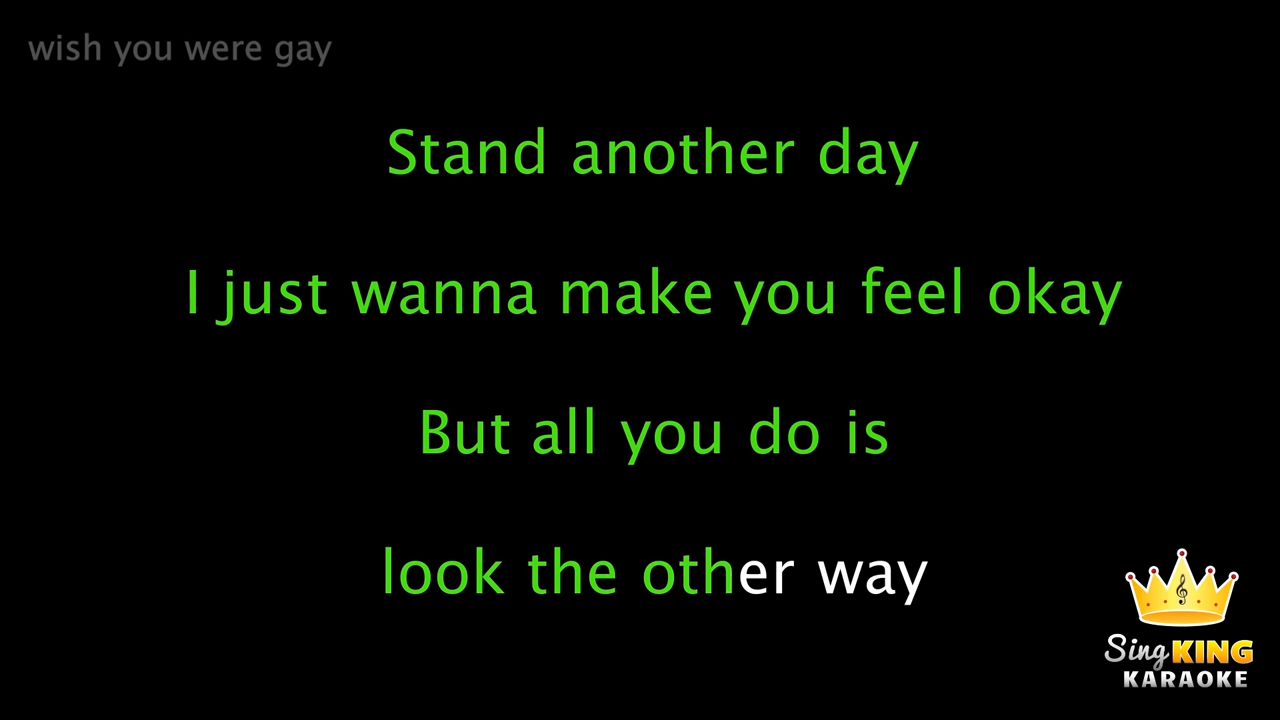 wish you were gay
Stand another day
I just wanna make you feel okay
But all you do is
look the other way
Sing KING
KARAOKE